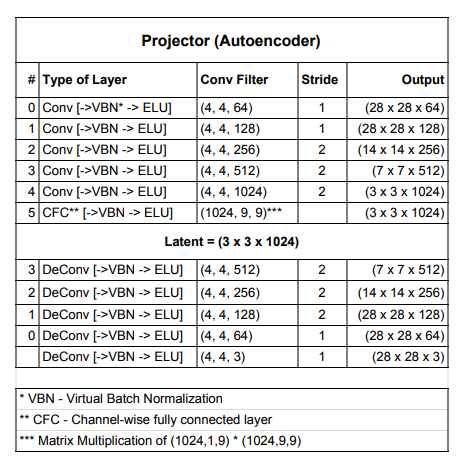 Projector (Autoencoder)
# Type of Layer Conv Filter Stride Output
0 Conv [->VBN* -> ELU] (4, 4, 64) 1 (28 x 28 x 64)
1 Conv [->VBN -> ELU] (4, 4, 128) 1 (28 x 28 x 128)
2 Conv [->VBN -> ELU] (4, 4, 256) 2 (14 x 14 x 256)
3 Conv [->VBN -> ELU] (4, 4, 512) 2 (7 x 7 x 512)
4 Conv [->VBN -> ELU] (4, 4, 1024) 2 (3 x 3 x 1024)
5 CFC** [->VBN -> ELU] (1024, 9, 9)*** (3 x 3 x 1024)
Latent = (3 x 3 x 1024)
3 DeConv [->VBN -> ELU] (4, 4, 512) 2 (7 x 7 x 512)
2 DeConv [->VBN -> ELU] (4, 4, 256) 2 (14 x 14 x 256)
1 DeConv [->VBN -> ELU] (4, 4, 128) 2 (28 x 28 x 128)
0 DeConv [->VBN -> ELU] (4, 4, 64) 1 (28 x 28 x 64)
DeConv [->VBN -> ELU] (4, 4, 3) 1 (28 x 28 x 3)
* VBN - Virtual Batch Normalization
** CFC - Channel-wise fully connected layer
*** Matrix Multiplication of (1024,1,9) * (1024,9,9)